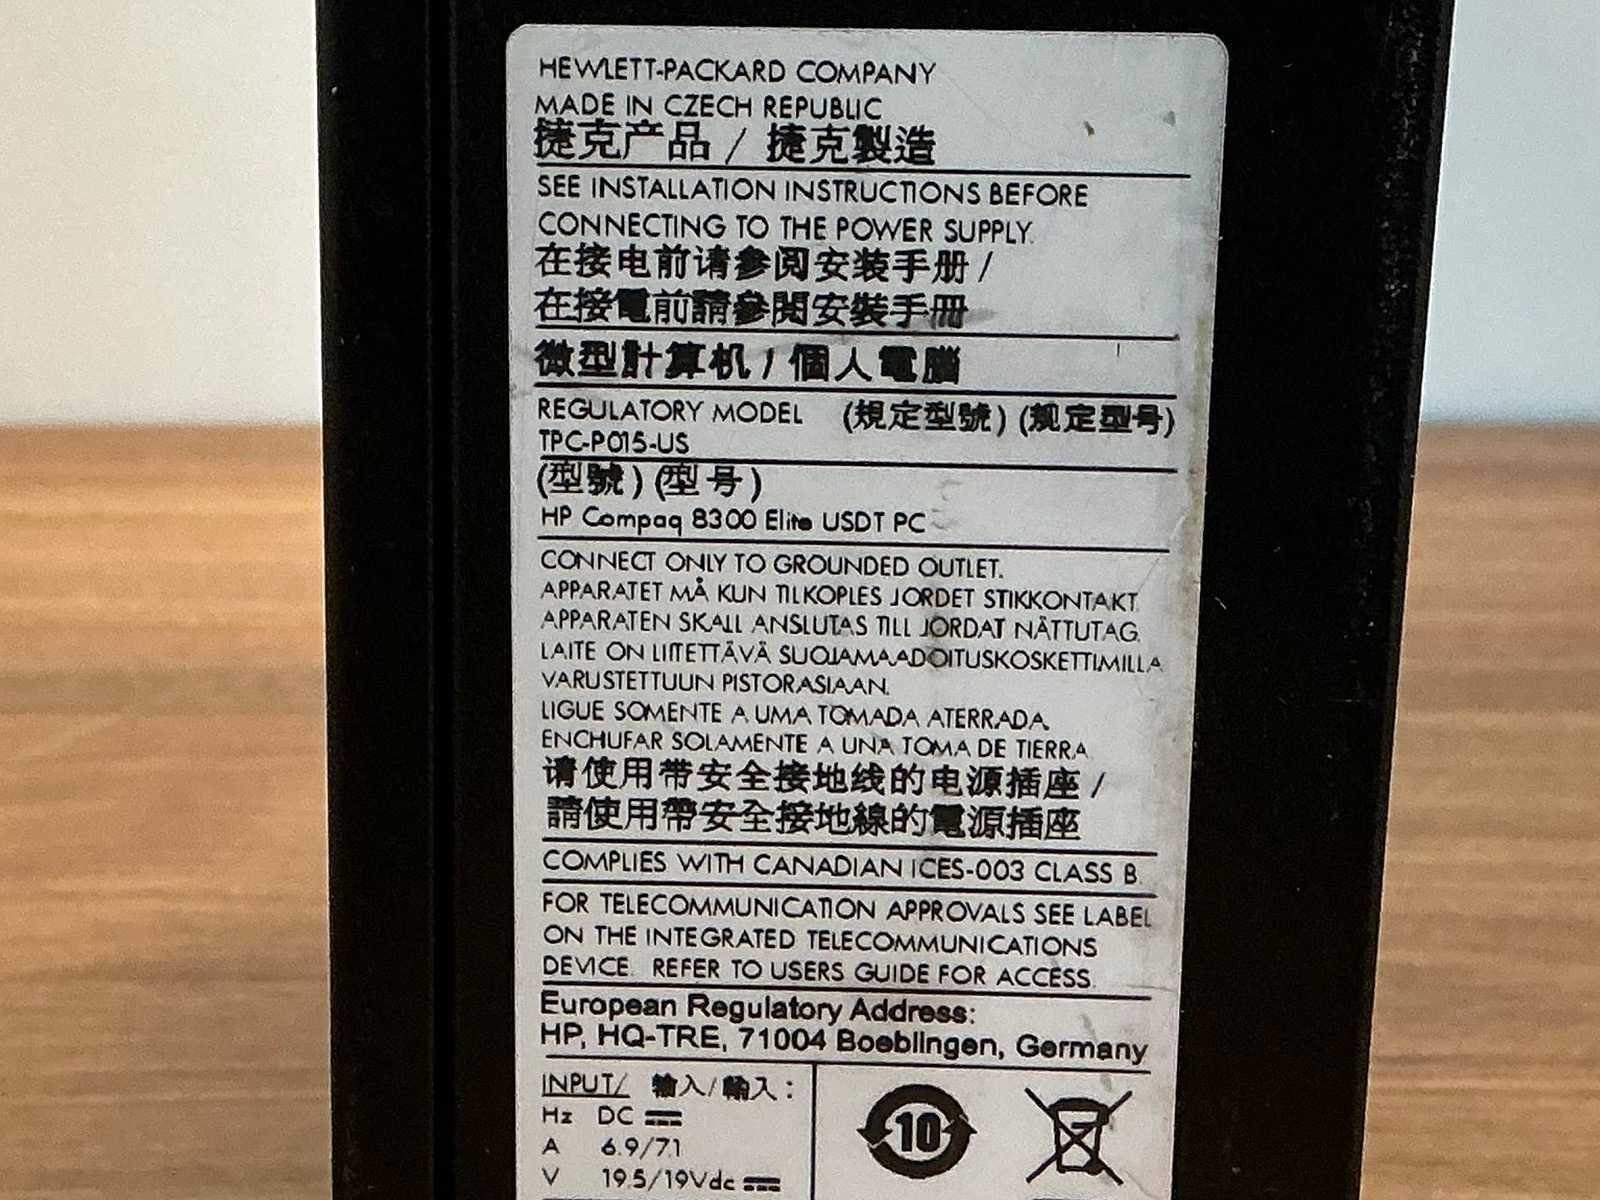 HEWLETT-PACKARD COMPANY
MADE IN CZECH REPUBLIC
捷克产品 / 捷克製造
SEE INSTALLATION INSTRUCTIONS BEFORE
CONNECTING TO THE POWER SUPPLY.
在接电前请参阅安装手册 /
在接電前請參閱安裝手冊
微型計算机 / 個人電腦
REGULATORY MODEL (規定型號) (规定型号)
TPC-P015-US
(型號) (型号)
HP Compaq 8300 Elite USDT PC
CONNECT ONLY TO GROUNDED OUTLET.
APPARATET MÅ KUN TILKOPLES JORDET STIKKONTAKT
APPARATEN SKALL ANSLUTAS TILL JORDAT NÄTTUTAG.
LAITE ON LIITETTÄVÄ SUOJAMAADOITUSKOSKETTIMILLA
VARUSTETTUUN PISTORASIAAN.
LIGUE SOMENTE A UMA TOMADA ATERRADA.
ENCHUFAR SOLAMENTE A UNA TOMA DE TIERRA
请使用带安全接地线的电源插座 /
請使用帶安全接地線的電源插座
COMPLIES WITH CANADIAN ICES-003 CLASS B.
FOR TELECOMMUNICATION APPROVALS SEE LABEL
ON THE INTEGRATED TELECOMMUNICATIONS
DEVICE. REFER TO USERS GUIDE FOR ACCESS.
European Regulatory Address:
HP, HQ-TRE, 71004 Boeblingen, Germany
INPUT/ 輸入/輸入:
Hz DC
A 6.9/7.1
V 19.5/19Vdc
10